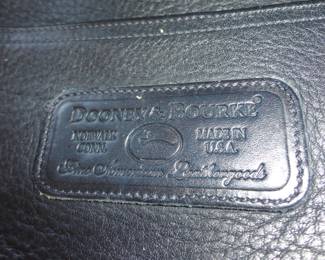 DOONEY & BOURKE®
NORWALK CONN.
MADE IN U.S.A.
Fine American Leathergoods